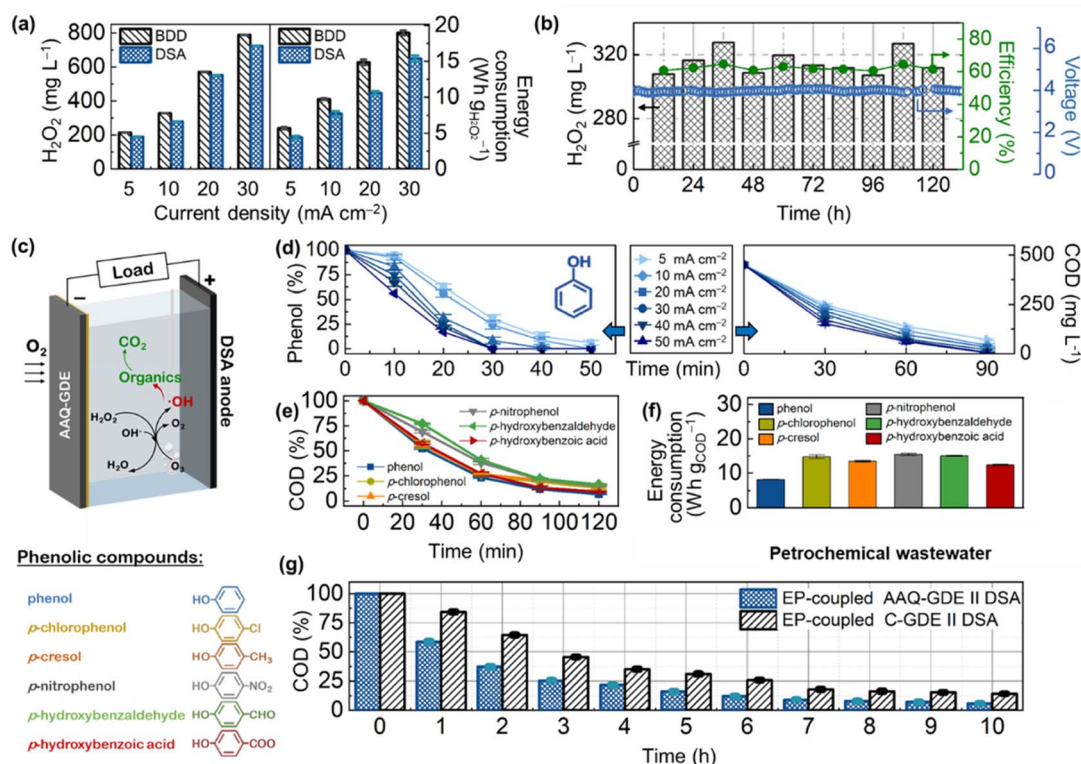 (a)
BDD
DSA
BDD
DSA
800
600
400
200
0
H₂O₂ (mg L⁻¹)
20
15
10
5
0
Energy
consumption
(Wh g_H₂O₂⁻¹)
5 10 20 30 5 10 20 30
Current density (mA cm⁻²)
(b)
320
280
0
H₂O₂ (mg L⁻¹)
80
60
40
20
0
Efficiency (%)
6
4
2
0
Voltage (V)
0 24 48 72 96 120
Time (h)
(c)
Load
−
+
O₂
AAQ-GDE
DSA anode
CO₂
Organics
·OH
H₂O₂
OH⁻
O₂
H₂O
O₃
(d)
100
75
50
25
0
Phenol (%)
OH
0 10 20 30 40 50
5 mA cm⁻²
10 mA cm⁻²
20 mA cm⁻²
30 mA cm⁻²
40 mA cm⁻²
50 mA cm⁻²
Time (min)
500
250
0
COD (mg L⁻¹)
0 30 60 90
(e)
100
75
50
25
0
COD (%)
p-nitrophenol
p-hydroxybenzaldehyde
p-hydroxybenzoic acid
phenol
p-chlorophenol
p-cresol
0 20 40 60 80 100 120
Time (min)
(f)
30
15
0
Energy
consumption
(Wh g_COD⁻¹)
phenol
p-chlorophenol
p-cresol
p-nitrophenol
p-hydroxybenzaldehyde
p-hydroxybenzoic acid
Petrochemical wastewater
Phenolic compounds:
phenol HO
p-chlorophenol HO Cl
p-cresol HO CH₃
p-nitrophenol HO NO₂
p-hydroxybenzaldehyde HO CHO
p-hydroxybenzoic acid HO COO
(g)
EP-coupled AAQ-GDE II DSA
EP-coupled C-GDE II DSA
100
75
50
25
0
COD (%)
0 1 2 3 4 5 6 7 8 9 10
Time (h)